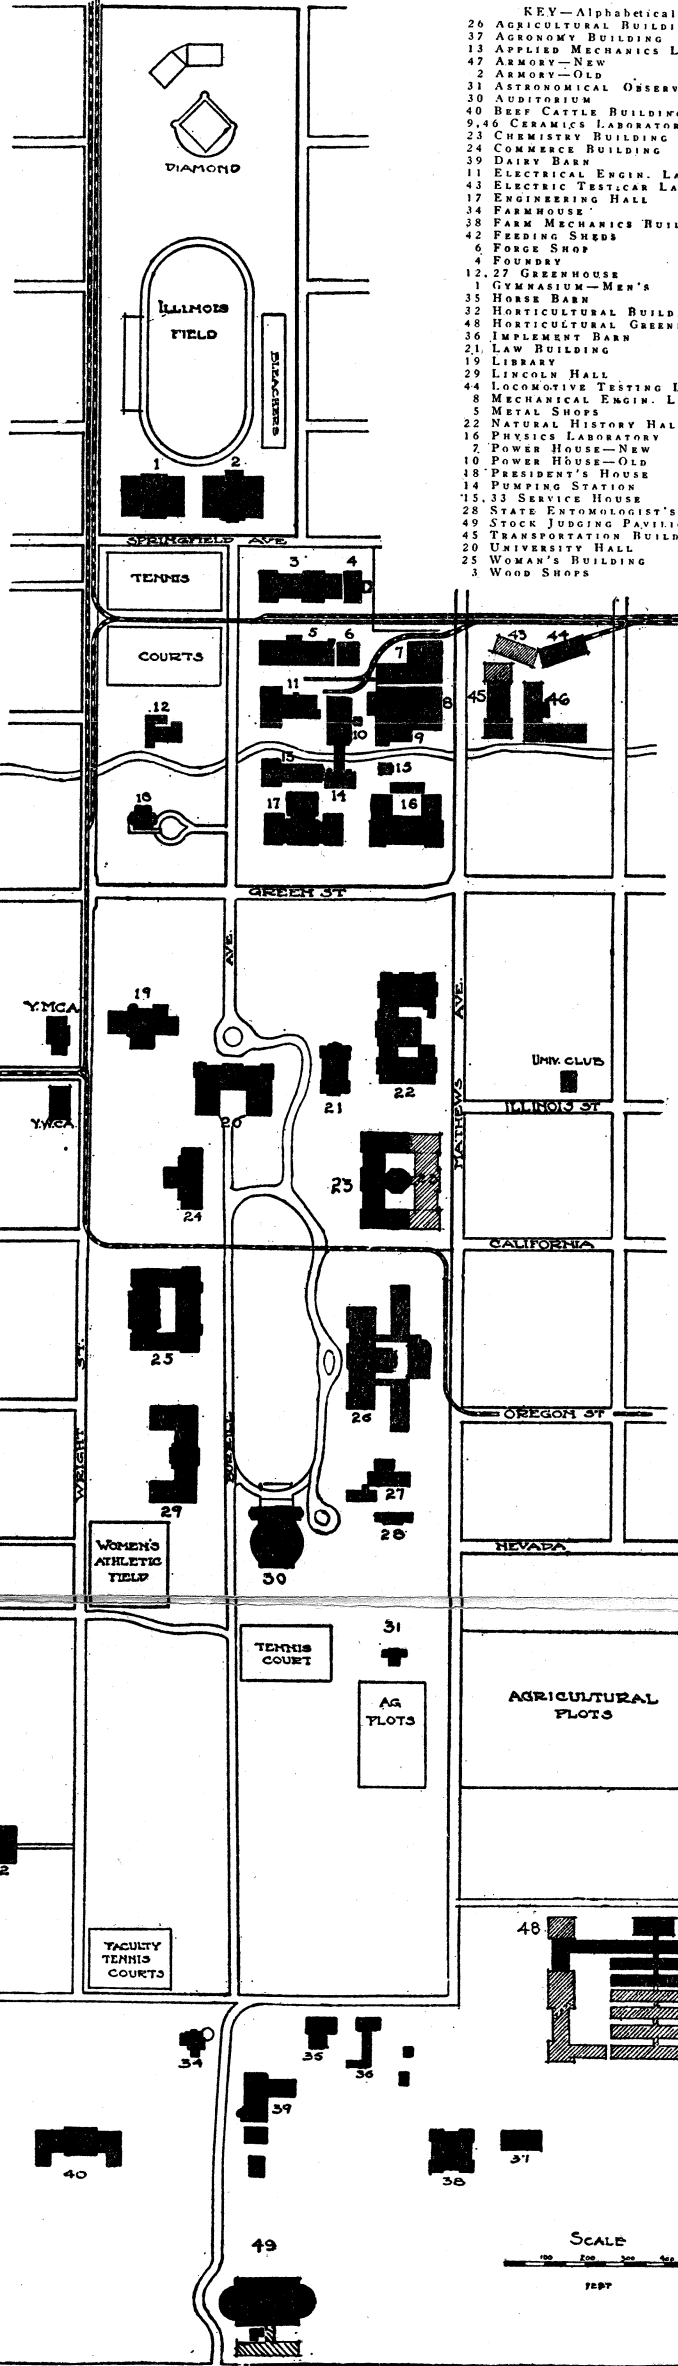 KEY—Alphabetical
26 AGRICULTURAL BUILDI
37 AGRONOMY BUILDING
13 APPLIED MECHANICS L
47 ARMORY—NEW
2 ARMORY—OLD
31 ASTRONOMICAL OBSERV
30 AUDITORIUM
40 BEEF CATTLE BUILDING
9,46 CERAMICS LABORATOR
23 CHEMISTRY BUILDING
24 COMMERCE BUILDING
39 DAIRY BARN
11 ELECTRICAL ENGIN. LA
43 ELECTRIC TEST-CAR LA
17 ENGINEERING HALL
34 FARMHOUSE
38 FARM MECHANICS BUIL
42 FEEDING SHEDS
6 FORGE SHOP
4 FOUNDRY
12,27 GREENHOUSE
1 GYMNASIUM—MEN'S
35 HORSE BARN
32 HORTICULTURAL BUILD
48 HORTICULTURAL GREEN
36 IMPLEMENT BARN
21 LAW BUILDING
19 LIBRARY
29 LINCOLN HALL
44 LOCOMOTIVE TESTING L
8 MECHANICAL ENGIN. L
5 METAL SHOPS
22 NATURAL HISTORY HAL
16 PHYSICS LABORATORY
7 POWER HOUSE—NEW
10 POWER HOUSE—OLD
18 PRESIDENT'S HOUSE
14 PUMPING STATION
15,33 SERVICE HOUSE
28 STATE ENTOMOLOGIST'S
49 STOCK JUDGING PAVILI
45 TRANSPORTATION BUILD
20 UNIVERSITY HALL
25 WOMAN'S BUILDING
3 WOOD SHOPS
DIAMOND
ILLINOIS
FIELD
BLEACHERS
1
2
SPRINGFIELD AVE
TENNIS
3
4
COURTS
5
6
7
43
44
11
8
45
46
12
10
9
13
15
14
18
17
16
GREEN ST
AVE.
AVE.
Y.M.C.A.
19
22
21
UNIV. CLUB
Y.W.C.A.
20
ILLINOIS ST
MATHEWS
23
23
24
CALIFORNIA
25
ST.
26
OREGON ST
BURRILL
WRIGHT
27
29
28
WOMEN'S
ATHLETIC
FIELD
30
NEVADA
31
TENNIS
COURT
AG
PLOTS
AGRICULTURAL
PLOTS
2
48
FACULTY
TENNIS
COURTS
34
35
36
39
40
38
37
49
SCALE
100 200 300 400
FEET